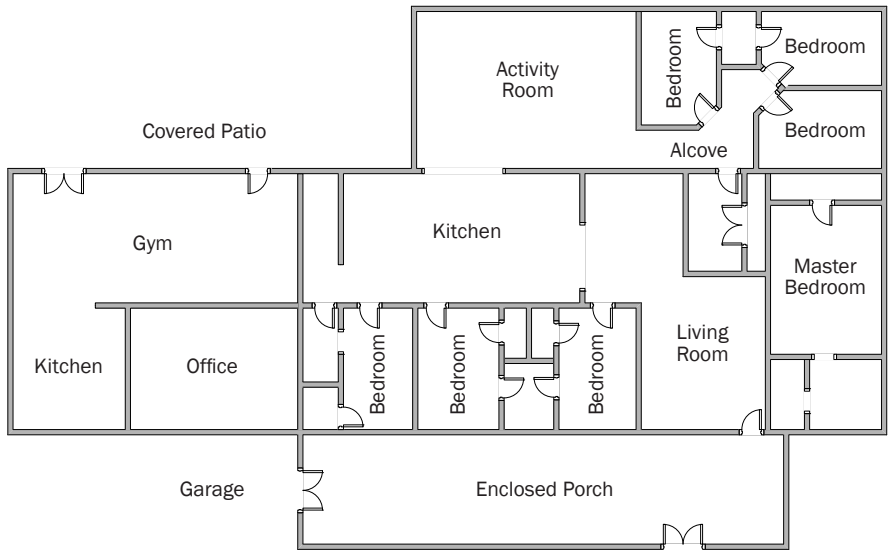 Activity
Room
Bedroom
Bedroom
Bedroom
Alcove
Covered Patio
Gym
Kitchen
Master
Bedroom
Kitchen
Office
Bedroom
Bedroom
Bedroom
Living
Room
Garage
Enclosed Porch